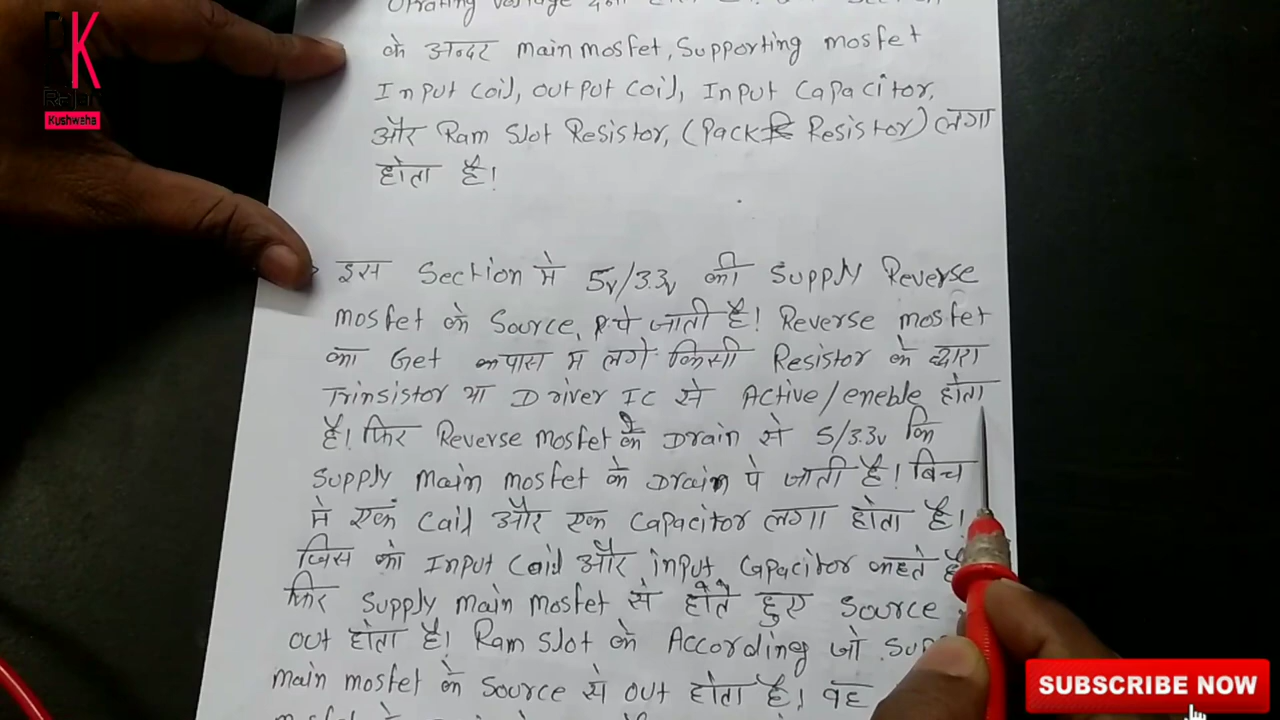 K
Kushwaha
के अन्दर main mosfet, Supporting mosfet
Input Coil, output Coil, Input Capacitor,
और Ram Slot Resistor, (Pack Resistor) लगा
होता है।
इस Section मे 5v/3.3v की Supply Reverse
mosfet के Source, पे जाती है! Reverse mosfet
का Get के पास मे लगे किसी Resistor के द्वारा
Trinsistor या Driver IC से Active/eneble होता
है। फिर Reverse mosfet के Drain से 5/3.3v कि
Supply main mosfet के Drain पे जाती है। बिच
मे एक Coil और एक Capacitor लगा होता है।
जिस को Input Coil और input Capacitor कहते है
फिर Supply main mosfet से होते हुए Source
out होता है। Ram Slot के According जो
main mosfet के Source से out होता है। वह
SUBSCRIBE NOW